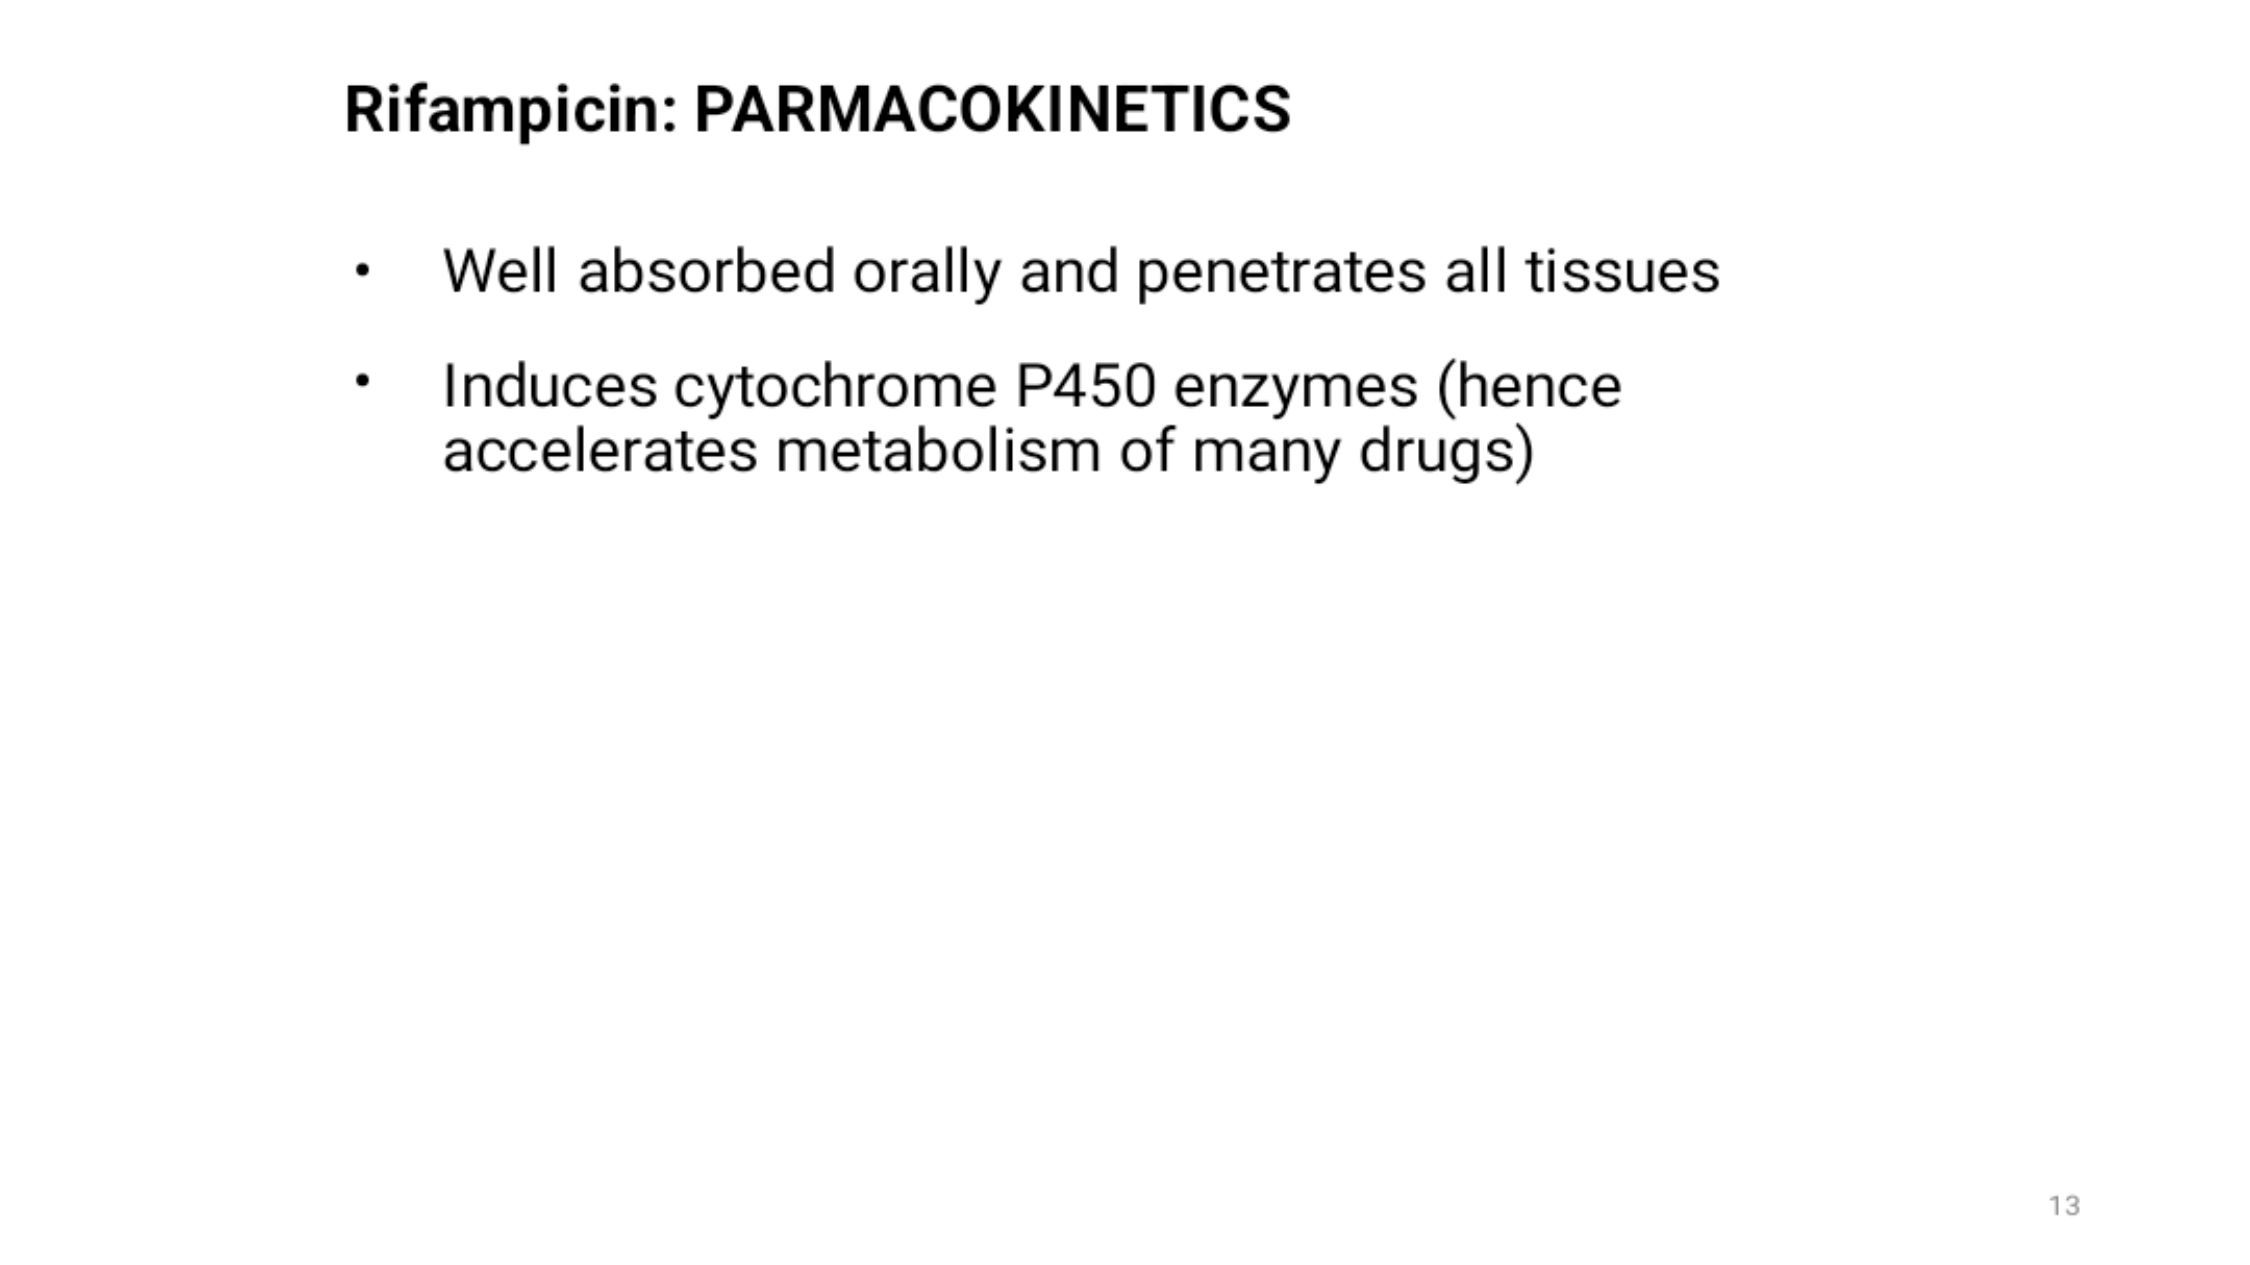 Rifampicin: PARMACOKINETICS
• Well absorbed orally and penetrates all tissues
• Induces cytochrome P450 enzymes (hence
accelerates metabolism of many drugs)
13